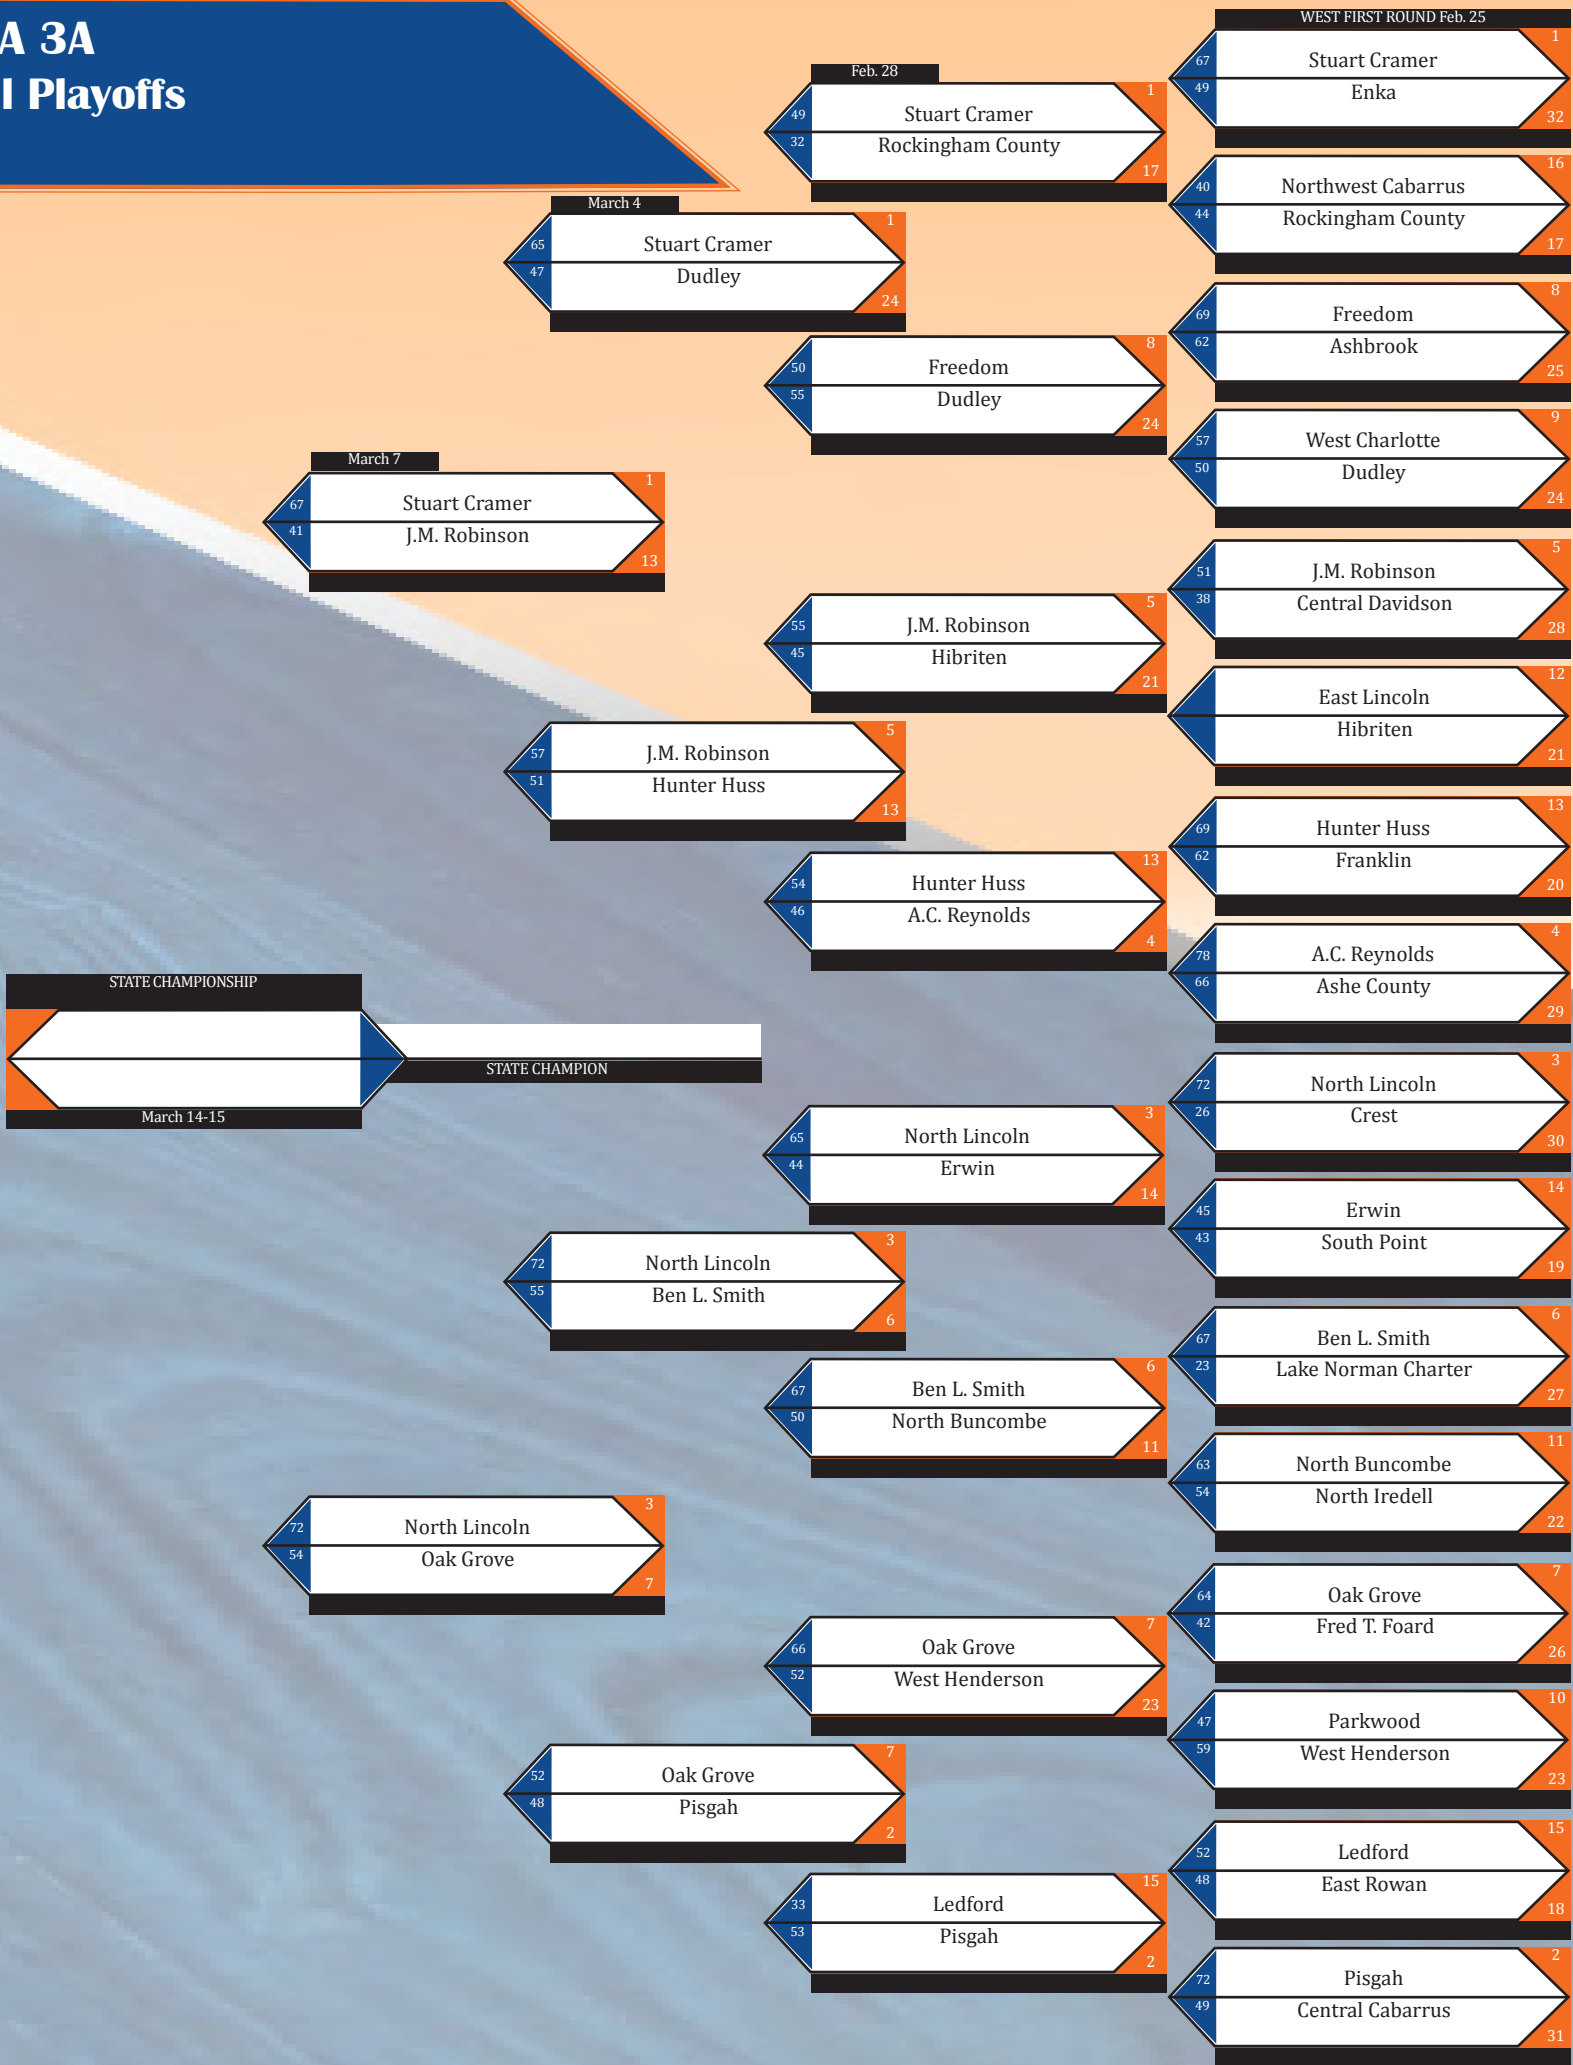 A 3A
l Playoffs
WEST FIRST ROUND Feb. 25
1
67 Stuart Cramer
49 Enka
32
16
40 Northwest Cabarrus
44 Rockingham County
17
8
69 Freedom
62 Ashbrook
25
9
57 West Charlotte
50 Dudley
24
5
51 J.M. Robinson
38 Central Davidson
28
12
East Lincoln
Hibriten
21
13
69 Hunter Huss
62 Franklin
20
4
78 A.C. Reynolds
66 Ashe County
29
3
72 North Lincoln
26 Crest
30
14
45 Erwin
43 South Point
19
6
67 Ben L. Smith
23 Lake Norman Charter
27
11
63 North Buncombe
54 North Iredell
22
7
64 Oak Grove
42 Fred T. Foard
26
10
47 Parkwood
59 West Henderson
23
15
52 Ledford
48 East Rowan
18
2
72 Pisgah
49 Central Cabarrus
31
Feb. 28
1
49 Stuart Cramer
32 Rockingham County
17
8
50 Freedom
55 Dudley
24
5
55 J.M. Robinson
45 Hibriten
21
13
54 Hunter Huss
46 A.C. Reynolds
4
3
65 North Lincoln
44 Erwin
14
6
67 Ben L. Smith
50 North Buncombe
11
7
66 Oak Grove
52 West Henderson
23
15
33 Ledford
53 Pisgah
2
March 4
1
65 Stuart Cramer
47 Dudley
24
5
57 J.M. Robinson
51 Hunter Huss
13
3
72 North Lincoln
55 Ben L. Smith
6
7
52 Oak Grove
48 Pisgah
2
March 7
1
67 Stuart Cramer
41 J.M. Robinson
13
3
72 North Lincoln
54 Oak Grove
7
STATE CHAMPIONSHIP
STATE CHAMPION
March 14-15